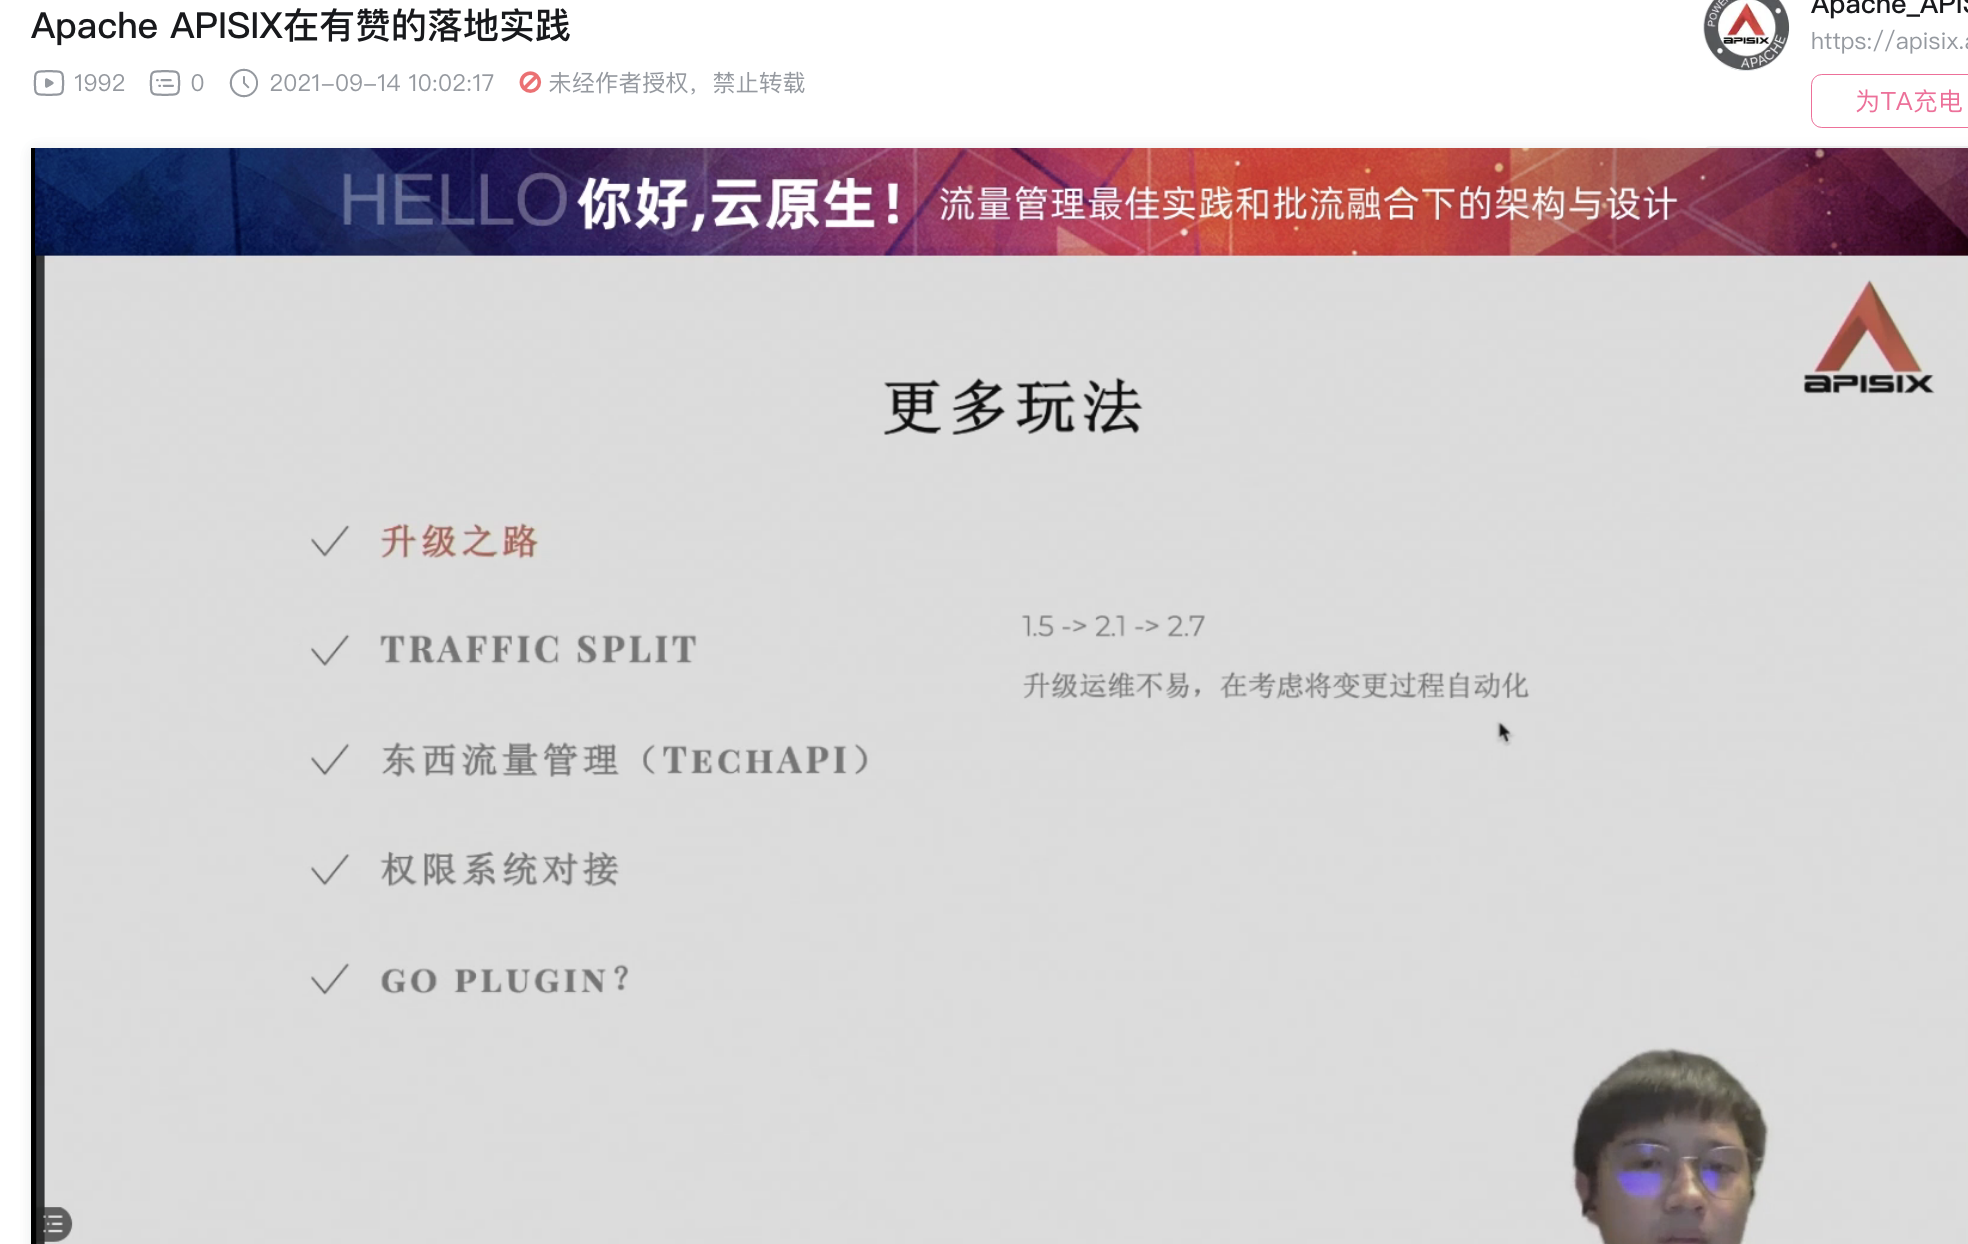 Apache APISIX在有赞的落地实践
1992 0 2021-09-14 10:02:17 未经作者授权，禁止转载
POWER
APISIX
APACHE
Apache_APIS
https://apisix.a
为TA充电
HELLO 你好,云原生! 流量管理最佳实践和批流融合下的架构与设计
APISIX
更多玩法
升级之路
TRAFFIC SPLIT
东西流量管理（TECHAPI）
权限系统对接
GO PLUGIN?
1.5 -> 2.1 -> 2.7
升级运维不易，在考虑将变更过程自动化